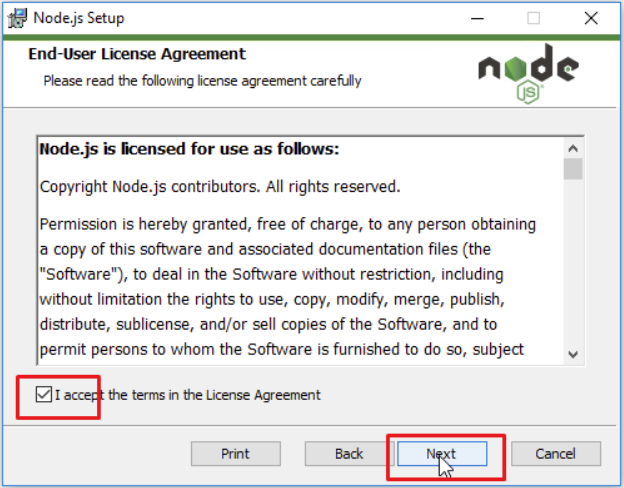 Node.js Setup
End-User License Agreement
Please read the following license agreement carefully
node
JS
Node.js is licensed for use as follows:
Copyright Node.js contributors. All rights reserved.
Permission is hereby granted, free of charge, to any person obtaining
a copy of this software and associated documentation files (the
"Software"), to deal in the Software without restriction, including
without limitation the rights to use, copy, modify, merge, publish,
distribute, sublicense, and/or sell copies of the Software, and to
permit persons to whom the Software is furnished to do so, subject
I accept the terms in the License Agreement
Print
Back
Next
Cancel